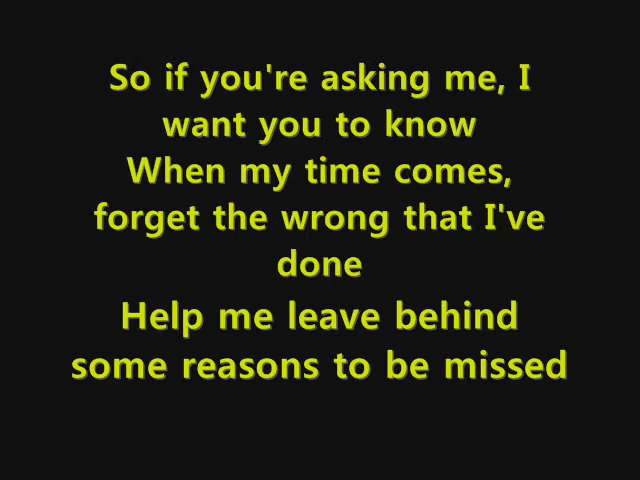 So if you're asking me, I
want you to know
When my time comes,
forget the wrong that I've
done
Help me leave behind
some reasons to be missed